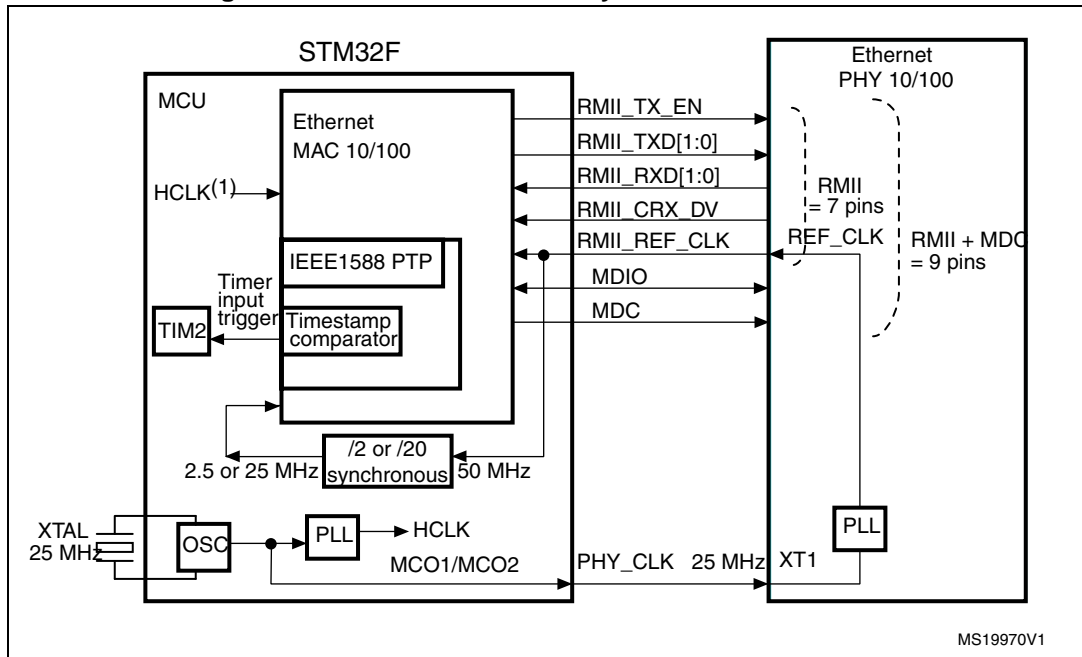 STM32F
Ethernet
PHY 10/100
MCU
Ethernet
MAC 10/100
HCLK(1)
IEEE1588 PTP
Timer
input
trigger
TIM2
Timestamp
comparator
RMII_TX_EN
RMII_TXD[1:0]
RMII_RXD[1:0]
RMII_CRX_DV
RMII_REF_CLK
MDIO
MDC
RMII
= 7 pins
REF_CLK
RMII + MDC
= 9 pins
/2 or /20
synchronous
2.5 or 25 MHz
50 MHz
XTAL
25 MHz
OSC
PLL
HCLK
MCO1/MCO2
PHY_CLK
25 MHz
XT1
PLL
MS19970V1